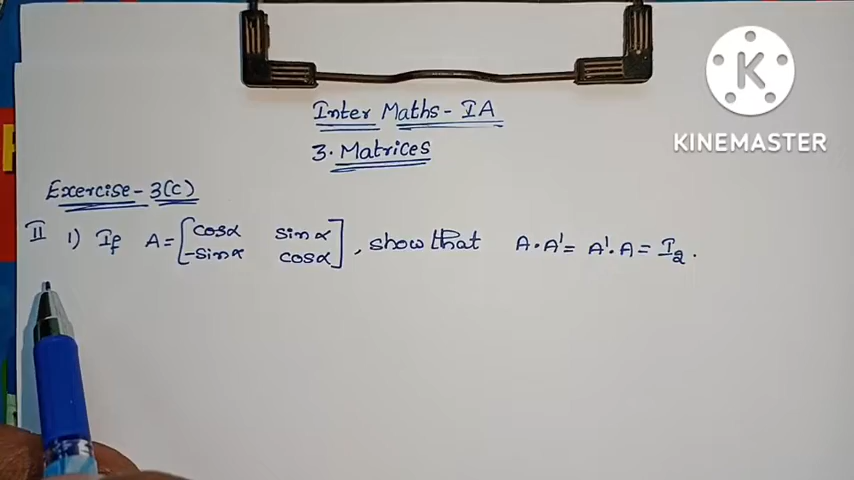 Inter Maths - IA
3. Matrices
Exercise - 3(c)
II 1) If A = [cosα sinα
-sinα cosα], show that A·A' = A'·A = I₂.
K
KINEMASTER